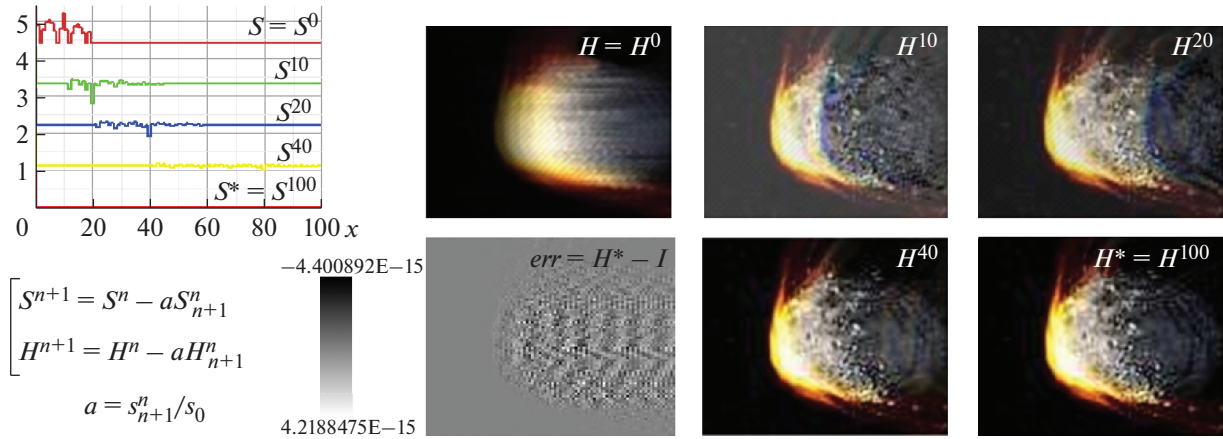 5
4
3
2
1
0 20 40 60 80 100 x
S = S^0
S^10
S^20
S^40
S* = S^100
H = H^0
H^10
H^20
err = H* − I
H^40
H* = H^100
S^{n+1} = S^n − aS^n_{n+1}
H^{n+1} = H^n − aH^n_{n+1}
a = s^n_{n+1}/s_0
−4.400892E-15
4.2188475E-15